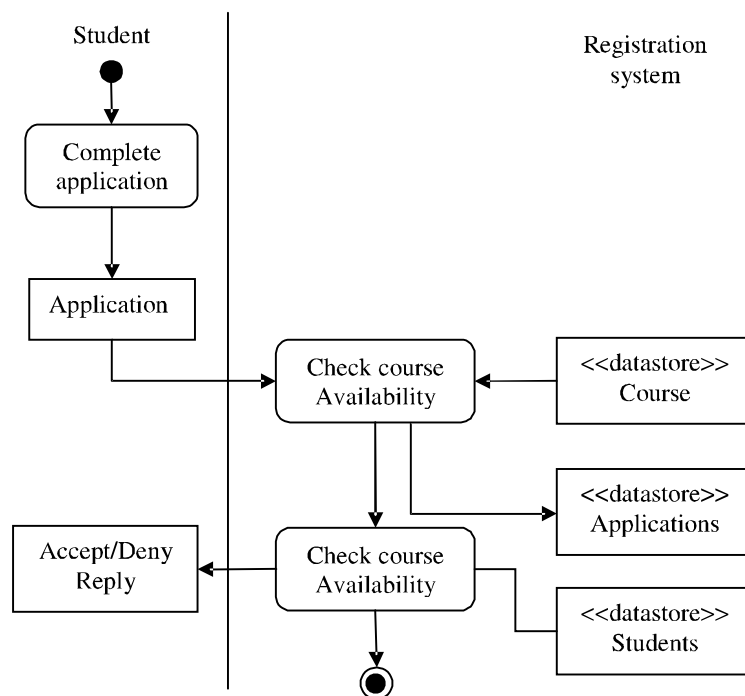 Student
Registration
system
Complete
application
Application
Check course
Availability
<<datastore>>
Course
<<datastore>>
Applications
Accept/Deny
Reply
Check course
Availability
<<datastore>>
Students